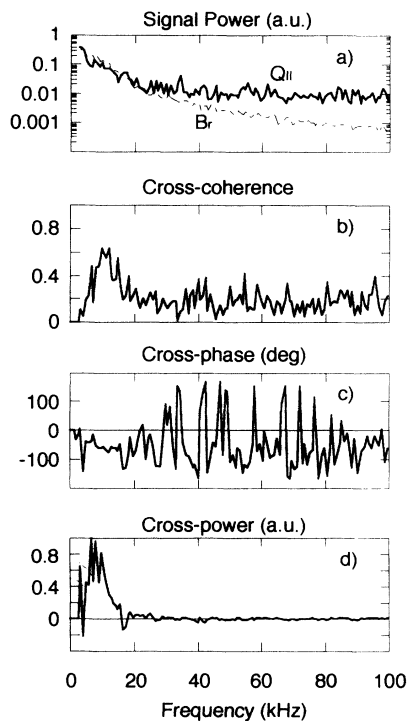 Signal Power (a.u.)
1
0.1
0.01
0.001
a)
Q||
Br
Cross-coherence
0.8
0.4
0
b)
Cross-phase (deg)
100
0
-100
c)
Cross-power (a.u.)
0.8
0.4
0
d)
0 20 40 60 80 100
Frequency (kHz)